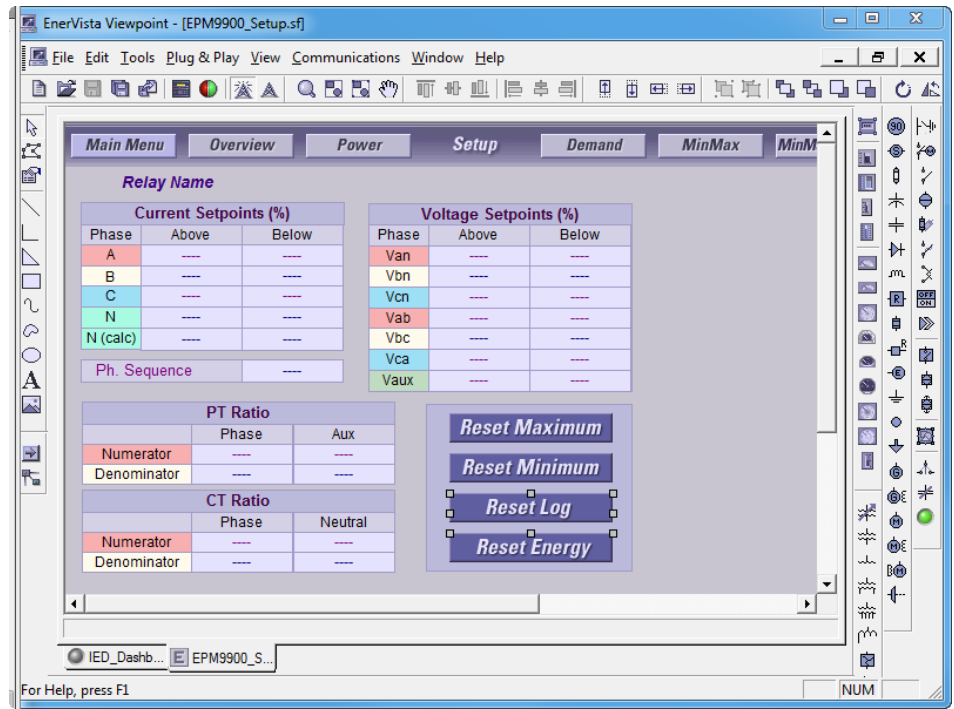 EnerVista Viewpoint - [EPM9900_Setup.sf]
File Edit Tools Plug & Play View Communications Window Help
Main Menu Overview Power Setup Demand MinMax MinM
Relay Name
Current Setpoints (%)
Phase Above Below
A ---- ----
B ---- ----
C ---- ----
N ---- ----
N (calc) ---- ----
Ph. Sequence ----
Voltage Setpoints (%)
Phase Above Below
Van ---- ----
Vbn ---- ----
Vcn ---- ----
Vab ---- ----
Vbc ---- ----
Vca ---- ----
Vaux ---- ----
PT Ratio
Phase Aux
Numerator ---- ----
Denominator ---- ----
CT Ratio
Phase Neutral
Numerator ---- ----
Denominator ---- ----
Reset Maximum
Reset Minimum
Reset Log
Reset Energy
A
90
S
R
OFF
ON
R
E
G
G
M
M
B M
IED_Dashb... E EPM9900_S...
For Help, press F1 NUM